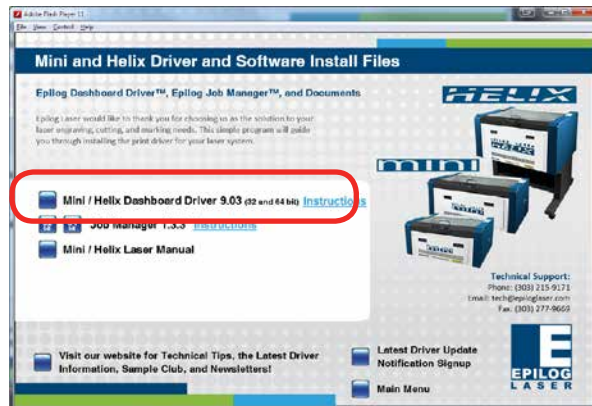 Adobe Flash Player 11
File View Control Help
Mini and Helix Driver and Software Install Files
Epilog Dashboard Driver™, Epilog Job Manager™, and Documents
HELIX
Epilog Laser would like to thank you for choosing us as the solution to your
laser engraving, cutting, and marking needs. This simple program will guide
you through installing the print driver for your laser system.
mini
Mini / Helix Dashboard Driver 9.03 (32 and 64 bit) Instructions
Job Manager 1.3.3 Instructions
Mini / Helix Laser Manual
Technical Support:
Phone: (303) 215-9171
Email: tech@epiloglaser.com
Fax: (303) 277-9669
Visit our website for Technical Tips, the Latest Driver
Information, Sample Club, and Newsletters!
Latest Driver Update
Notification Signup
Main Menu
EPILOG
LASER